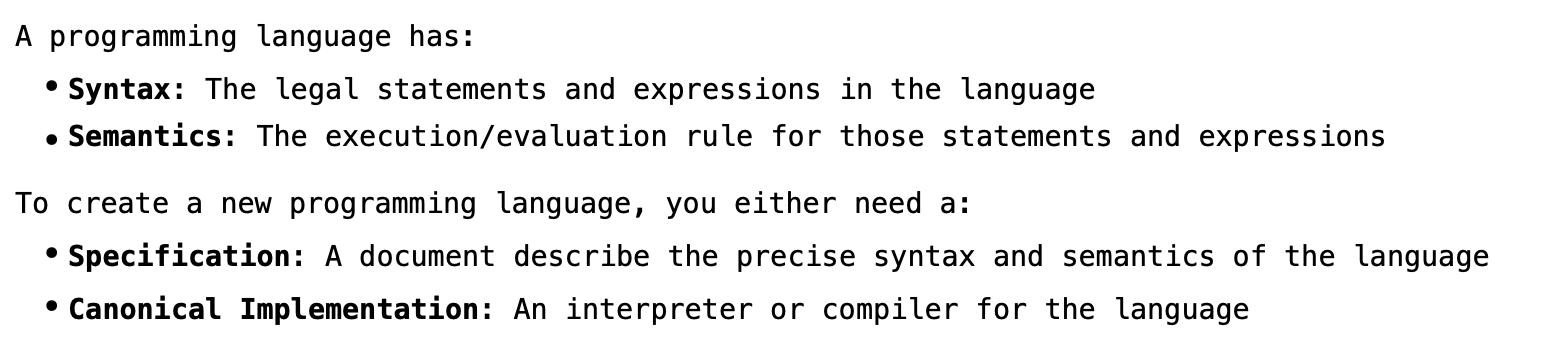 A programming language has:
• Syntax: The legal statements and expressions in the language
• Semantics: The execution/evaluation rule for those statements and expressions
To create a new programming language, you either need a:
• Specification: A document describe the precise syntax and semantics of the language
• Canonical Implementation: An interpreter or compiler for the language